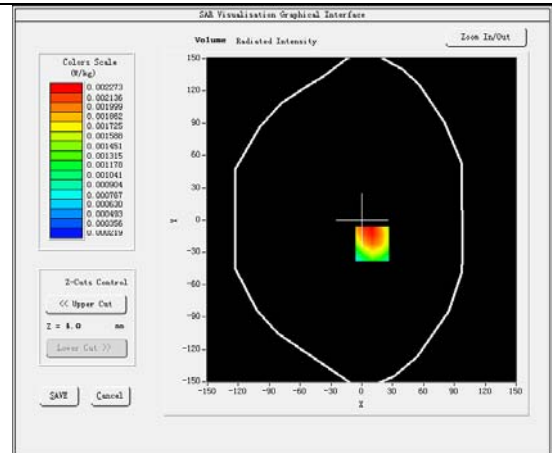 SAR Visualisation Graphical Interface
Volume Radiated Intensity
Zoom In/Out
Colors Scale
(W/kg)
0.002273
0.002136
0.001999
0.001862
0.001725
0.001588
0.001451
0.001315
0.001178
0.001041
0.000904
0.000767
0.000630
0.000493
0.000356
0.000219
Z-Cuts Control
<< Upper Cut
Z = 4.0 mm
Lower Cut >>
SAVE Cancel
150
120
90
60
30
0
-30
-60
-90
-120
-150
Y
-150 -120 -90 -60 -30 0 30 60 90 120 150
X